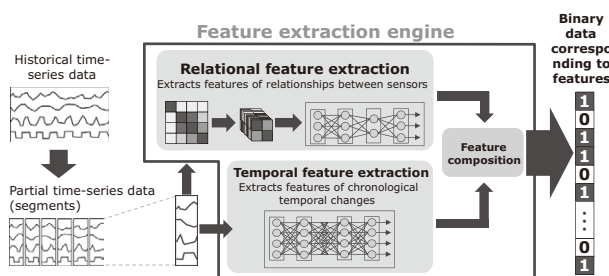 Feature extraction engine
Historical time-
series data
Partial time-series data
(segments)
Relational feature extraction
Extracts features of relationships between sensors
Temporal feature extraction
Extracts features of chronological
temporal changes
Feature
composition
Binary
data
correspo
nding to
features
1
0
1
1
0
1
⋮
0
1